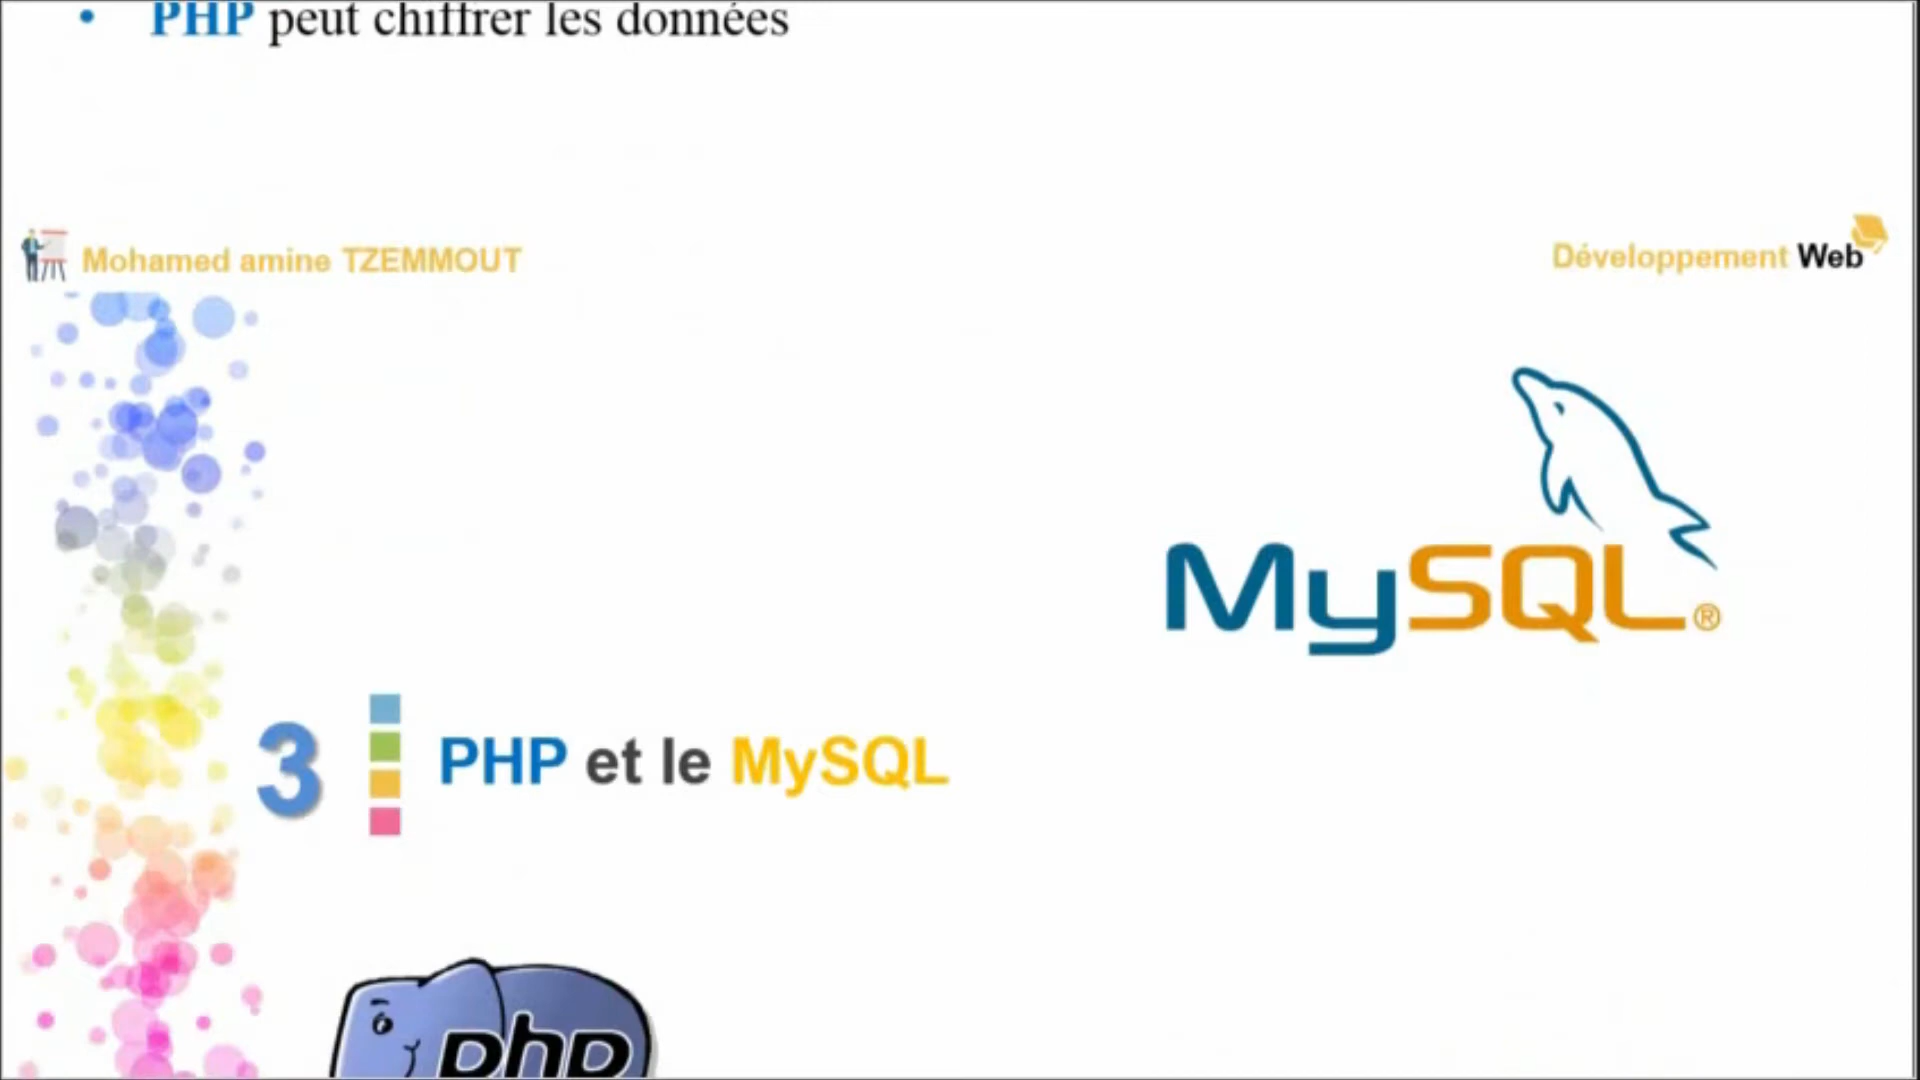 • PHP peut chiffrer les données
Mohamed amine TZEMMOUT
Développement Web
MySQL®
3
PHP et le MySQL
php